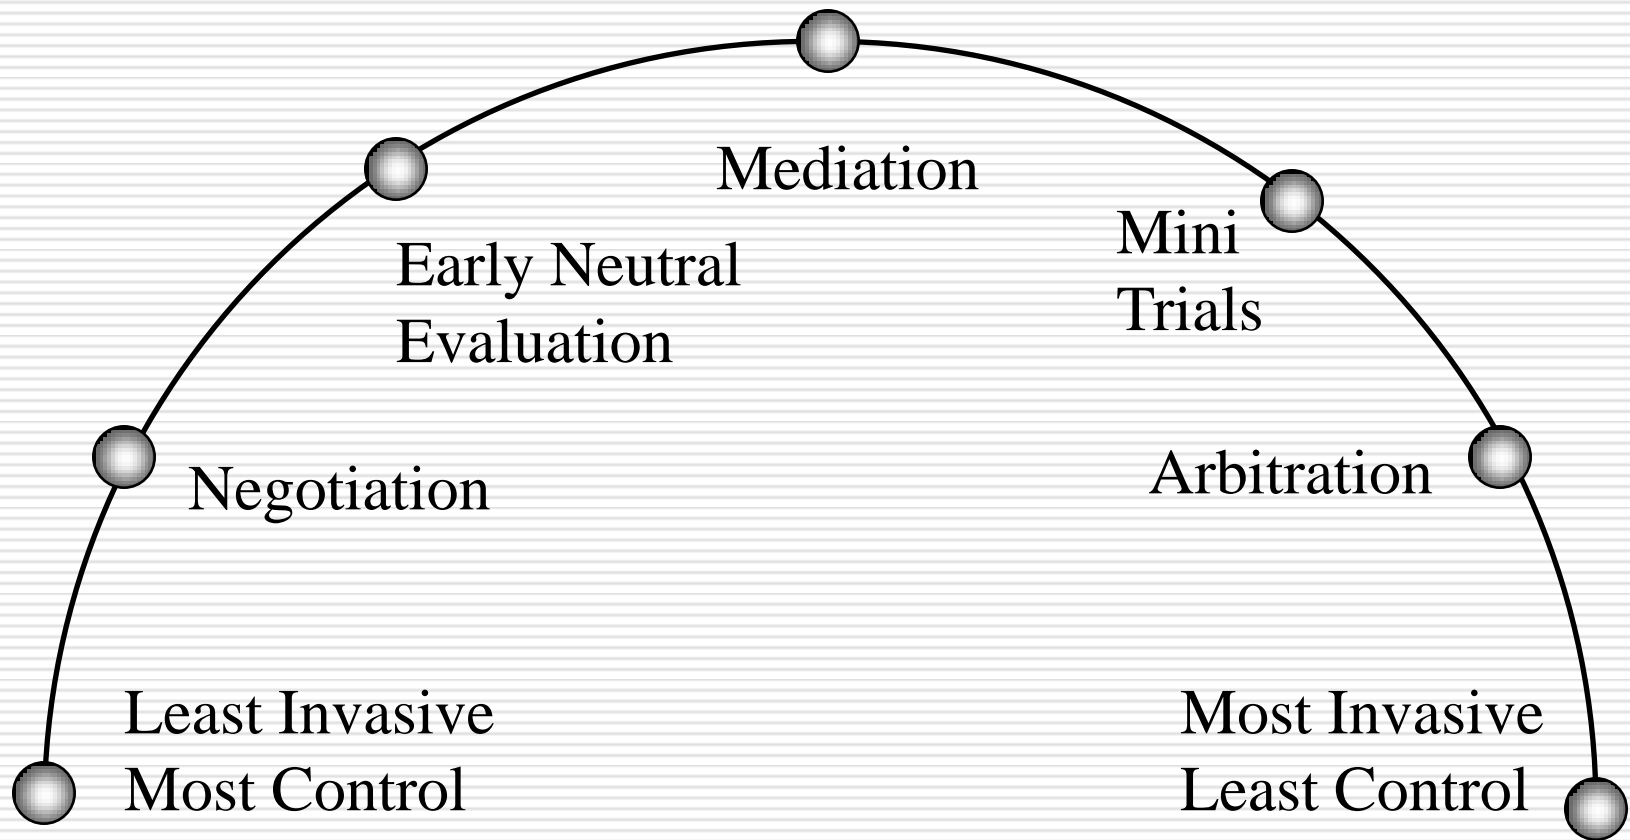 Mediation
Early Neutral
Evaluation
Mini
Trials
Negotiation
Arbitration
Least Invasive
Most Control
Most Invasive
Least Control